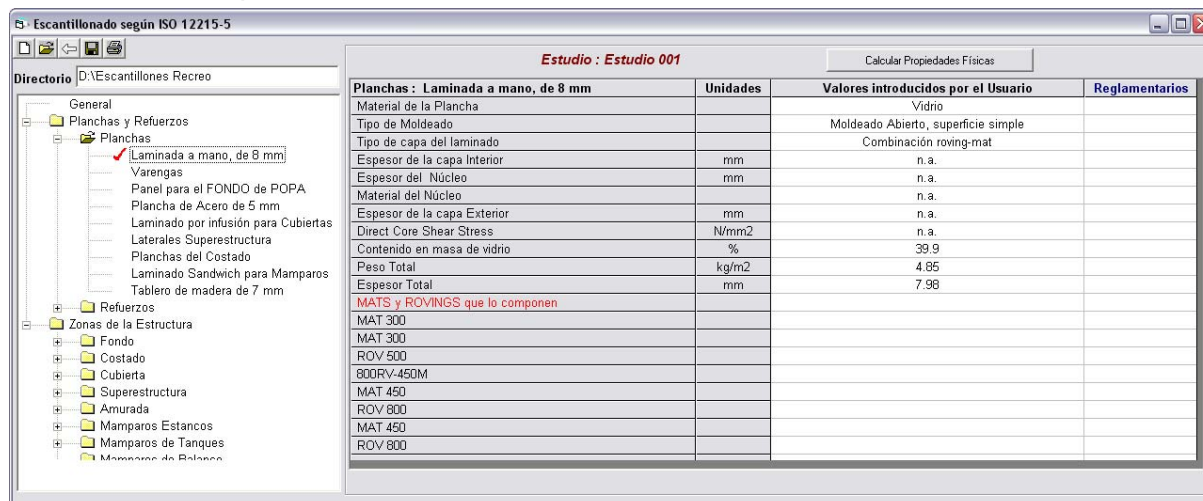 Escantillonado según ISO 12215-5
Directorio D:\Escantillones Recreo
General
Planchas y Refuerzos
Planchas
Laminada a mano, de 8 mm
Varengas
Panel para el FONDO de POPA
Plancha de Acero de 5 mm
Laminado por infusión para Cubiertas
Laterales Superestructura
Planchas del Costado
Laminado Sandwich para Mamparos
Tablero de madera de 7 mm
Refuerzos
Zonas de la Estructura
Fondo
Costado
Cubierta
Superestructura
Amurada
Mamparos Estancos
Mamparos de Tanques
Mamparos de Balance
Estudio : Estudio 001 Calcular Propiedades Físicas
Planchas : Laminada a mano, de 8 mm Unidades Valores introducidos por el Usuario Reglamentarios
Material de la Plancha Vidrio
Tipo de Moldeado Moldeado Abierto, superficie simple
Tipo de capa del laminado Combinación roving-mat
Espesor de la capa Interior mm n.a.
Espesor del Núcleo mm n.a.
Material del Núcleo n.a.
Espesor de la capa Exterior mm n.a.
Direct Core Shear Stress N/mm2 n.a.
Contenido en masa de vidrio % 39.9
Peso Total kg/m2 4.85
Espesor Total mm 7.98
MATS y ROVINGS que lo componen
MAT 300
MAT 300
ROV 500
800RV-450M
MAT 450
ROV 800
MAT 450
ROV 800